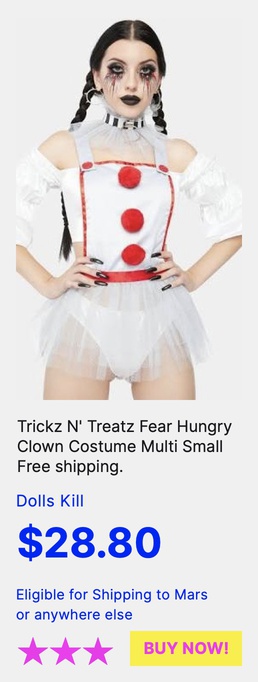 Trickz N' Treatz Fear Hungry
Clown Costume Multi Small
Free shipping.
Dolls Kill
$28.80
Eligible for Shipping to Mars
or anywhere else
BUY NOW!